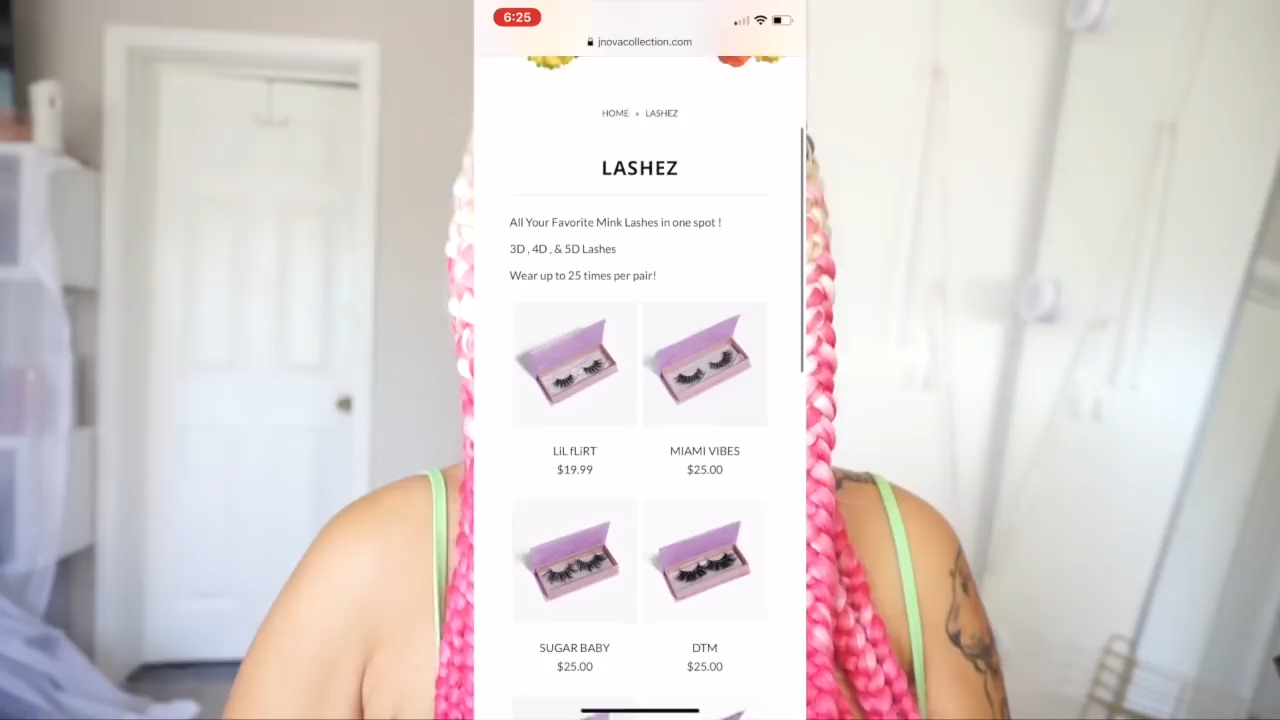 6:25
jnovacollection.com
HOME • LASHEZ
LASHEZ
All Your Favorite Mink Lashes in one spot !
3D , 4D , & 5D Lashes
Wear up to 25 times per pair!
LiL fLiRT
MIAMI VIBES
$19.99
$25.00
SUGAR BABY
DTM
$25.00
$25.00